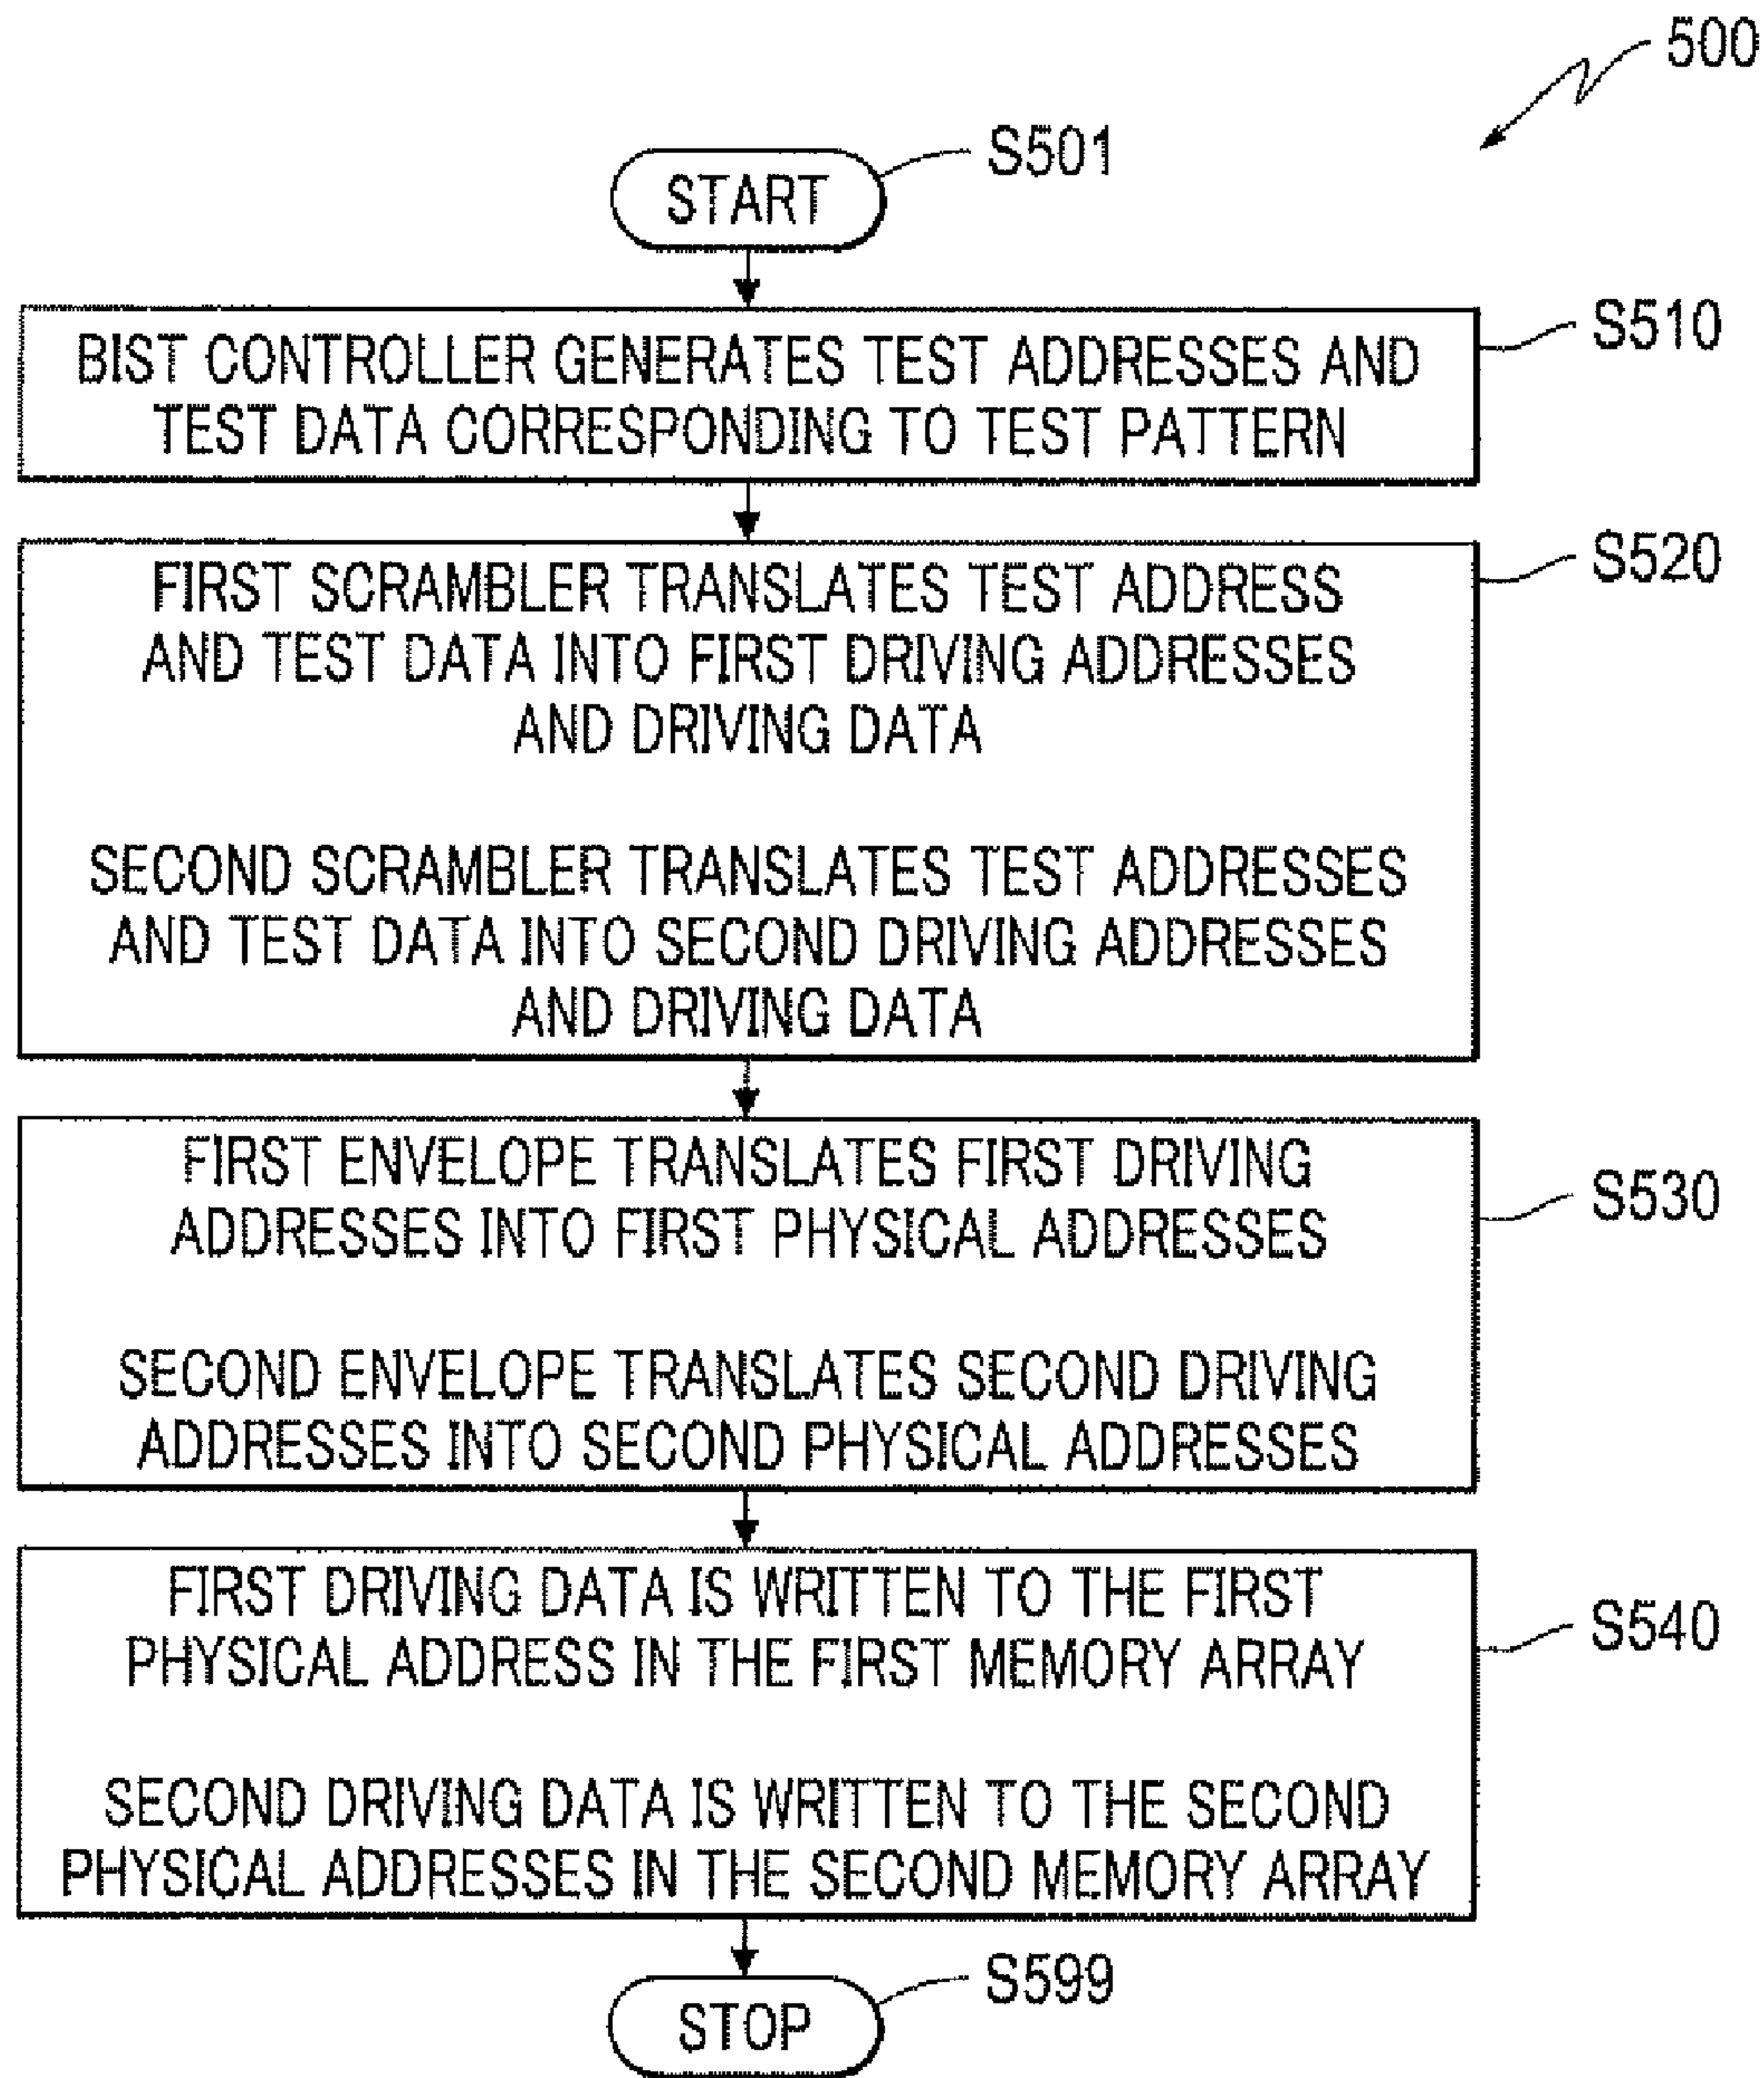 500
START
S501
BIST CONTROLLER GENERATES TEST ADDRESSES AND
TEST DATA CORRESPONDING TO TEST PATTERN
S510
FIRST SCRAMBLER TRANSLATES TEST ADDRESS
AND TEST DATA INTO FIRST DRIVING ADDRESSES
AND DRIVING DATA
SECOND SCRAMBLER TRANSLATES TEST ADDRESSES
AND TEST DATA INTO SECOND DRIVING ADDRESSES
AND DRIVING DATA
S520
FIRST ENVELOPE TRANSLATES FIRST DRIVING
ADDRESSES INTO FIRST PHYSICAL ADDRESSES
SECOND ENVELOPE TRANSLATES SECOND DRIVING
ADDRESSES INTO SECOND PHYSICAL ADDRESSES
S530
FIRST DRIVING DATA IS WRITTEN TO THE FIRST
PHYSICAL ADDRESS IN THE FIRST MEMORY ARRAY
SECOND DRIVING DATA IS WRITTEN TO THE SECOND
PHYSICAL ADDRESSES IN THE SECOND MEMORY ARRAY
S540
STOP
S599